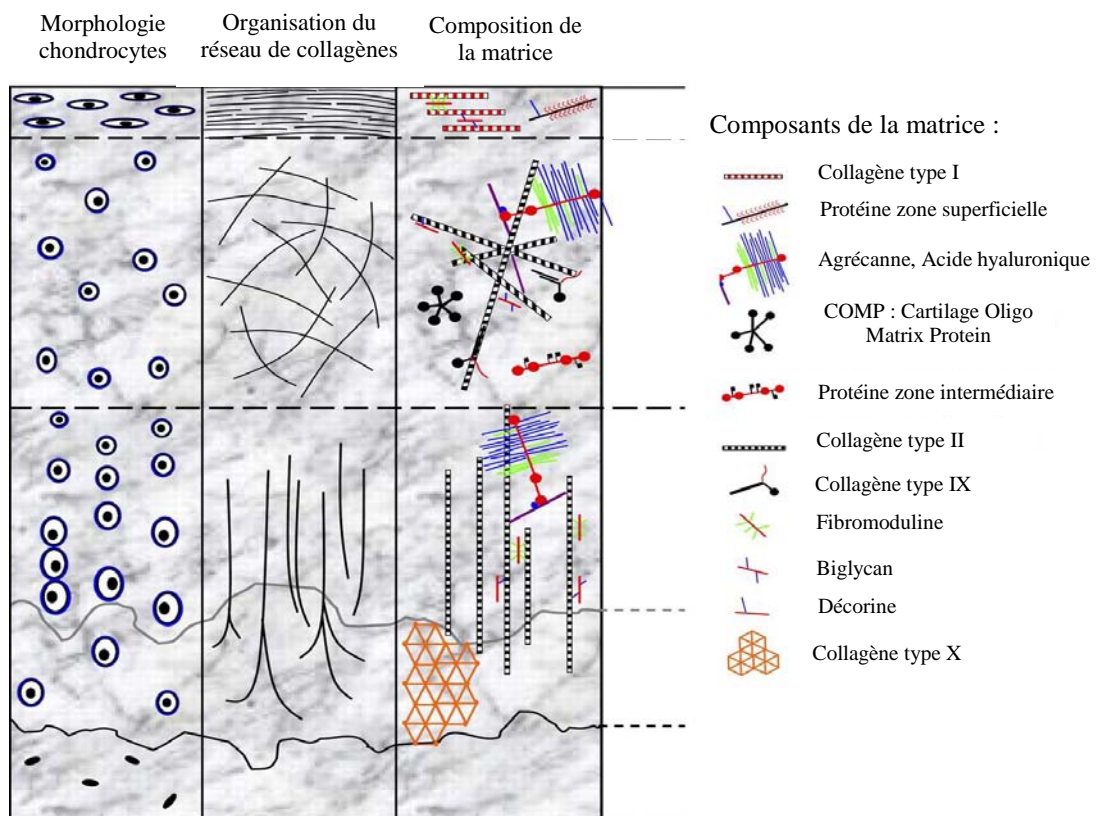 Morphologie
chondrocytes
Organisation du
réseau de collagènes
Composition de
la matrice
Composants de la matrice :
Collagène type I
Protéine zone superficielle
Agrécanne, Acide hyaluronique
COMP : Cartilage Oligo
Matrix Protein
Protéine zone intermédiaire
Collagène type II
Collagène type IX
Fibromoduline
Biglycan
Décorine
Collagène type X